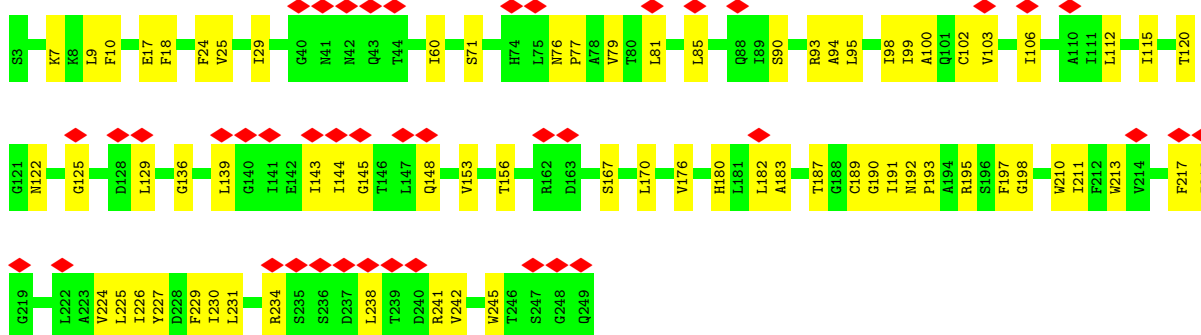 S3 K7 K8 L9 F10 E17 F18 F24 V25 I29 G40 N41 N42 Q43 T44 I60 S71 H74 L75 N76 P77 A78 V79 T80 L81 L85 Q88 I89 S90 R93 A94 L95 I98 I99 A100 Q101 C102 V103 I106 A110 I111 L112 I115 T120
G121 N122 G125 D128 L129 G136 L139 G140 I141 E142 I143 I144 G145 T146 L147 Q148 V153 T156 R162 D163 S167 L170 V176 H180 L181 L182 A183 T187 G188 C189 G190 I191 N192 P193 A194 R195 S196 F197 G198 W210 I211 F212 W213 V214 F217
G219 L222 A223 V224 L225 I226 Y227 D228 F229 I230 L231 R234 S235 S236 D237 L238 T239 D240 R241 V242 W245 T246 S247 G248 Q249